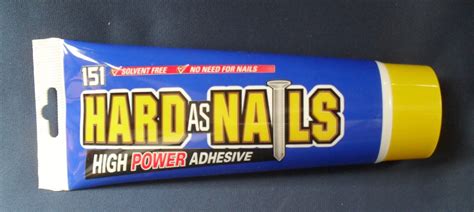 151 SOLVENT FREE NO NEED FOR NAILS
HARD AS NAILS
HIGH POWER ADHESIVE